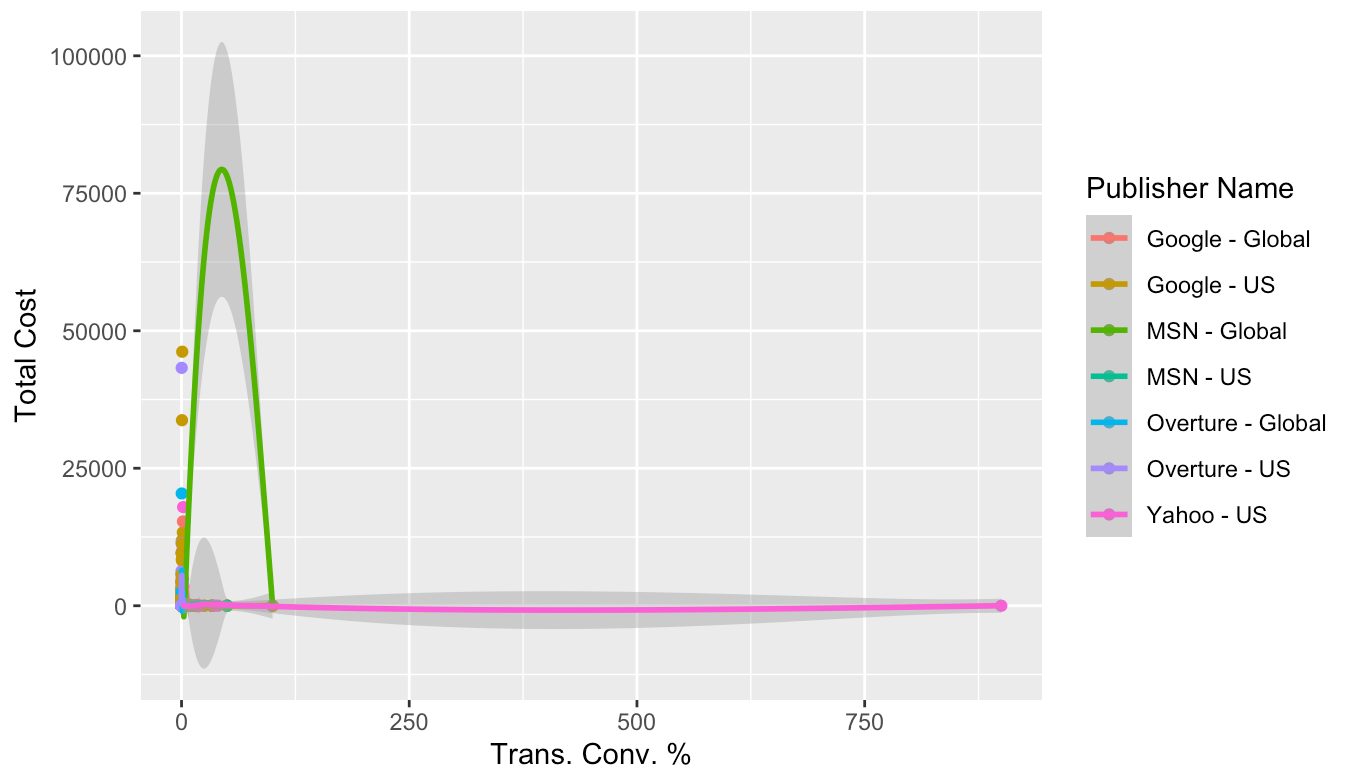 100000
75000
50000
25000
0
Total Cost
0 250 500 750
Trans. Conv. %
Publisher Name
Google - Global
Google - US
MSN - Global
MSN - US
Overture - Global
Overture - US
Yahoo - US